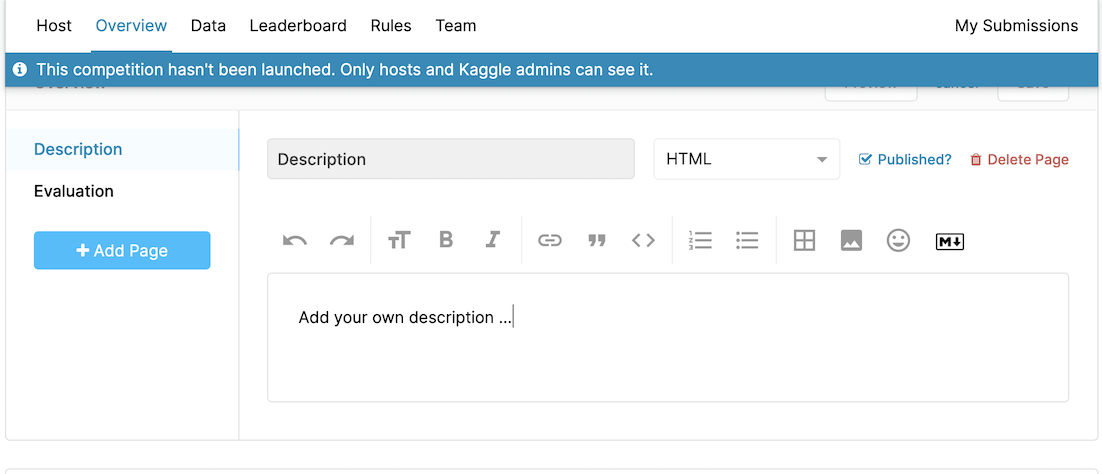 Host Overview Data Leaderboard Rules Team My Submissions
This competition hasn't been launched. Only hosts and Kaggle admins can see it.
Description
Evaluation
+ Add Page
Description HTML Published? Delete Page
Add your own description ...